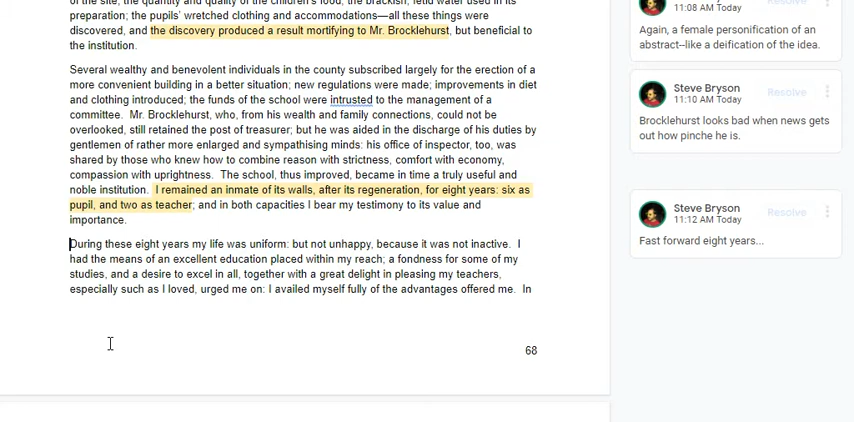 of the site, the quantity and quality of the children's food, the brackish, fetid water used in its
preparation; the pupils' wretched clothing and accommodations—all these things were
discovered, and the discovery produced a result mortifying to Mr. Brocklehurst, but beneficial to
the institution.
Several wealthy and benevolent individuals in the county subscribed largely for the erection of a
more convenient building in a better situation; new regulations were made; improvements in diet
and clothing introduced; the funds of the school were intrusted to the management of a
committee.  Mr. Brocklehurst, who, from his wealth and family connections, could not be
overlooked, still retained the post of treasurer; but he was aided in the discharge of his duties by
gentlemen of rather more enlarged and sympathising minds: his office of inspector, too, was
shared by those who knew how to combine reason with strictness, comfort with economy,
compassion with uprightness.  The school, thus improved, became in time a truly useful and
noble institution.  I remained an inmate of its walls, after its regeneration, for eight years: six as
pupil, and two as teacher; and in both capacities I bear my testimony to its value and
importance.
During these eight years my life was uniform: but not unhappy, because it was not inactive.  I
had the means of an excellent education placed within my reach; a fondness for some of my
studies, and a desire to excel in all, together with a great delight in pleasing my teachers,
especially such as I loved, urged me on: I availed myself fully of the advantages offered me.  In
68
11:08 AM Today
Again, a female personification of an
abstract--like a deification of the idea.
Steve Bryson
Resolve
11:10 AM Today
Brocklehurst looks bad when news gets
out how pinche he is.
Steve Bryson
Resolve
11:12 AM Today
Fast forward eight years...